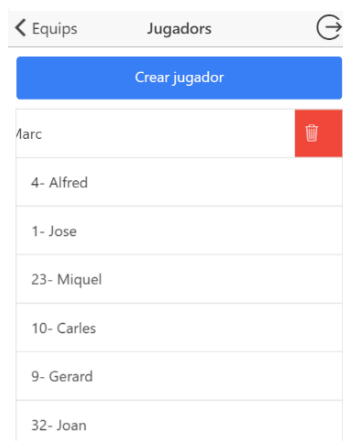 Equips Jugadors
Crear jugador
Marc
4- Alfred
1- Jose
23- Miquel
10- Carles
9- Gerard
32- Joan